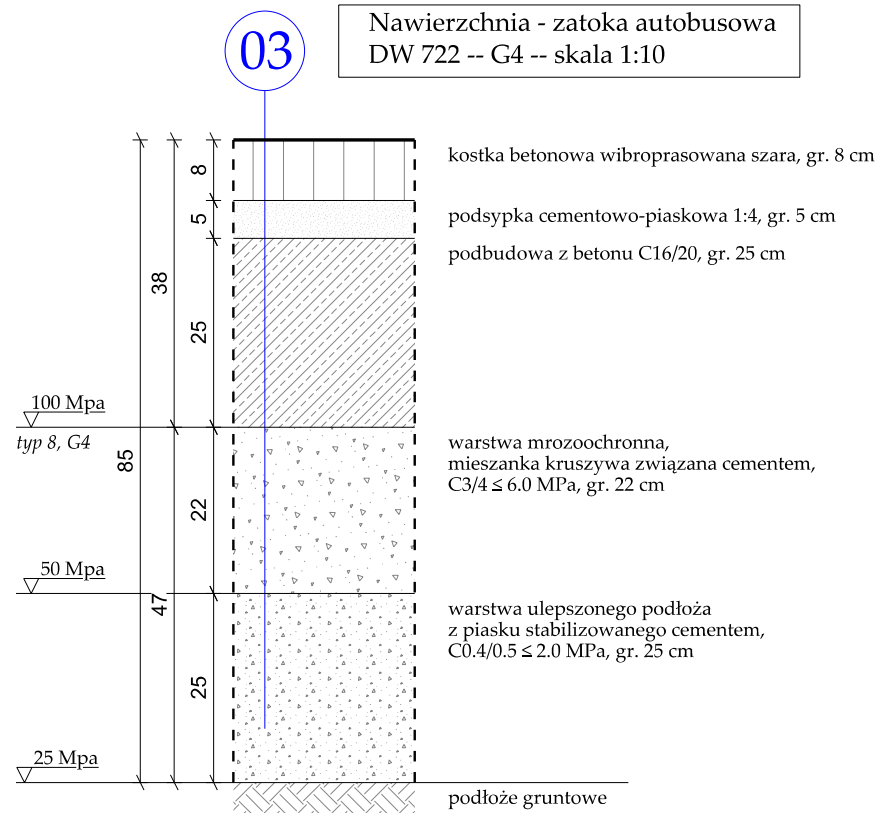 03
Nawierzchnia - zatoka autobusowa
DW 722 -- G4 -- skala 1:10
8
kostka betonowa wibroprasowana szara, gr. 8 cm
5
podsypka cementowo-piaskowa 1:4, gr. 5 cm
podbudowa z betonu C16/20, gr. 25 cm
38
25
100 Mpa
typ 8, G4
85
warstwa mrozoochronna,
mieszanka kruszywa związana cementem,
C3/4 ≤ 6.0 MPa, gr. 22 cm
22
50 Mpa
47
warstwa ulepszonego podłoża
z piasku stabilizowanego cementem,
C0.4/0.5 ≤ 2.0 MPa, gr. 25 cm
25
25 Mpa
podłoże gruntowe